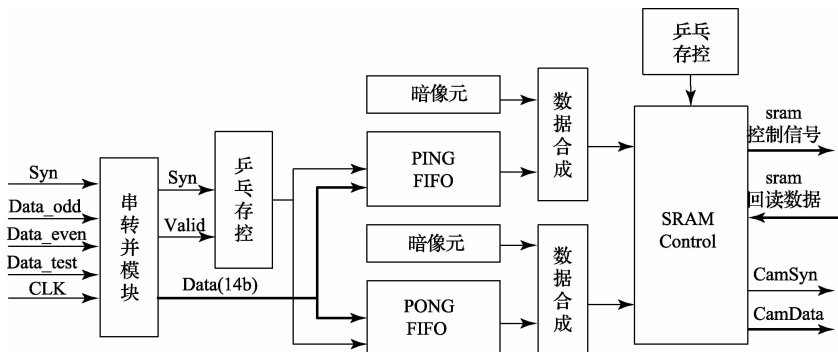 乒乓
存控
暗像元
数据合成
sram
控制信号
PING
FIFO
Syn
Syn
串转并模块
乒乓存控
sram
回读数据
Data_odd
SRAM
Control
Data_even
Valid
暗像元
数据合成
Data_test
CLK
Data(14b)
PONG
FIFO
CamSyn
CamData